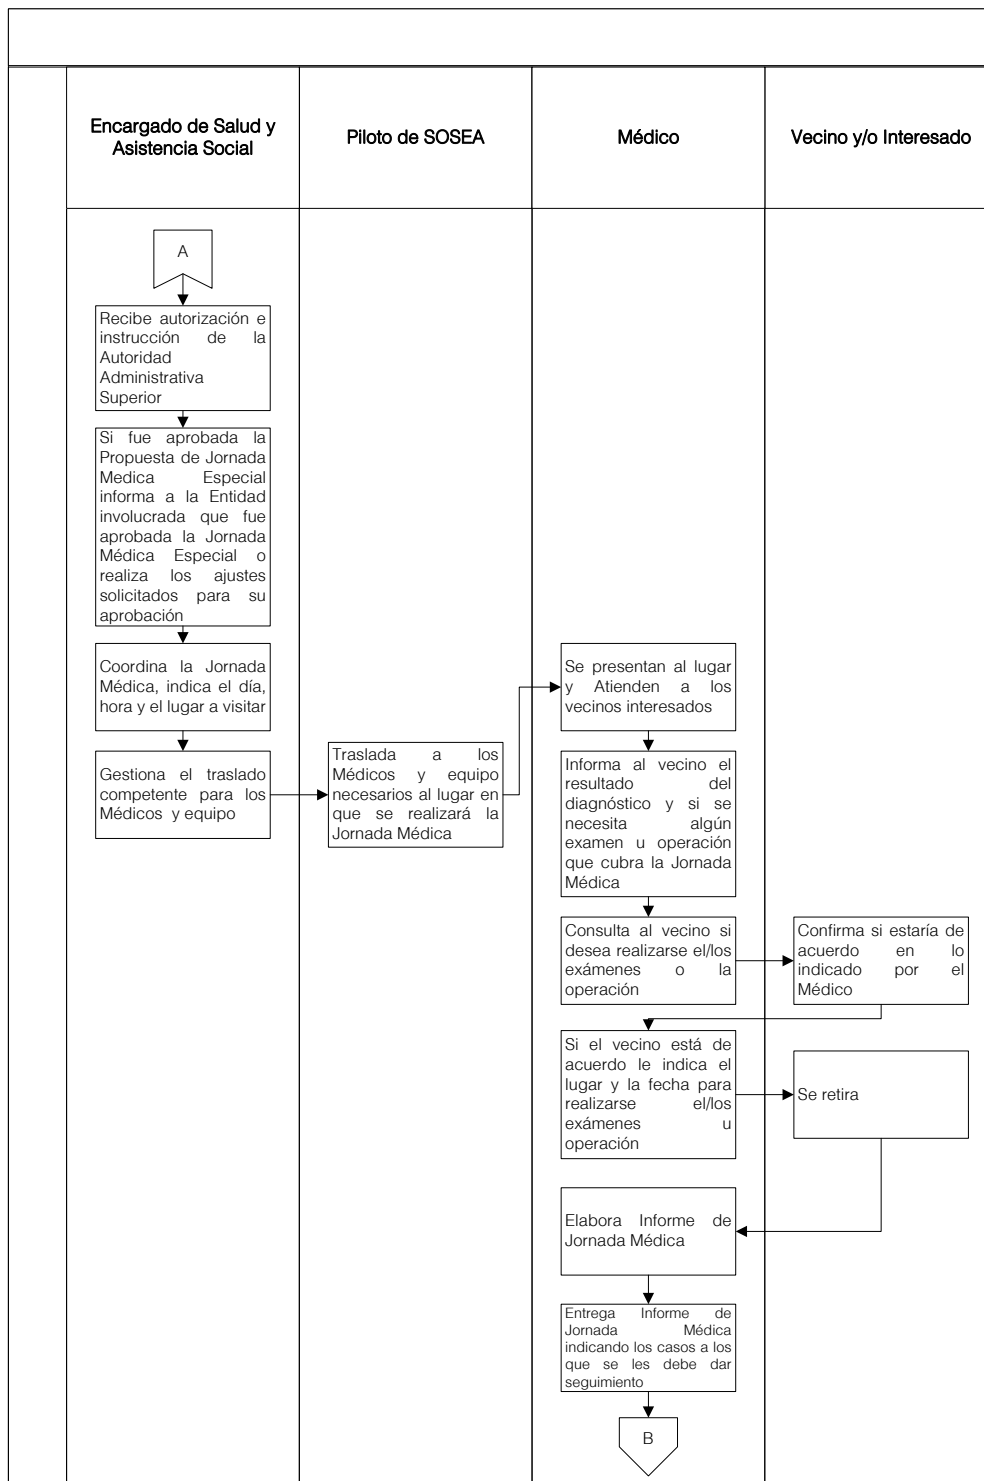 Encargado de Salud y
Asistencia Social
Piloto de SOSEA
Médico
Vecino y/o Interesado
A
Recibe autorización e
instrucción de la
Autoridad
Administrativa
Superior
Si fue aprobada la
Propuesta de Jornada
Medica Especial
informa a la Entidad
involucrada que fue
aprobada la Jornada
Médica Especial o
realiza los ajustes
solicitados para su
aprobación
Coordina la Jornada
Médica, indica el día,
hora y el lugar a visitar
Gestiona el traslado
competente para los
Médicos y equipo
Traslada a los
Médicos y equipo
necesarios al lugar en
que se realizará la
Jornada Médica
Se presentan al lugar
y Atienden a los
vecinos interesados
Informa al vecino el
resultado del
diagnóstico y si se
necesita algún
examen u operación
que cubra la Jornada
Médica
Consulta al vecino si
desea realizarse el/los
exámenes o la
operación
Confirma si estaría de
acuerdo en lo
indicado por el
Médico
Si el vecino está de
acuerdo le indica el
lugar y la fecha para
realizarse el/los
exámenes u
operación
Se retira
Elabora Informe de
Jornada Médica
Entrega Informe de
Jornada Médica
indicando los casos a los
que se les debe dar
seguimiento
B